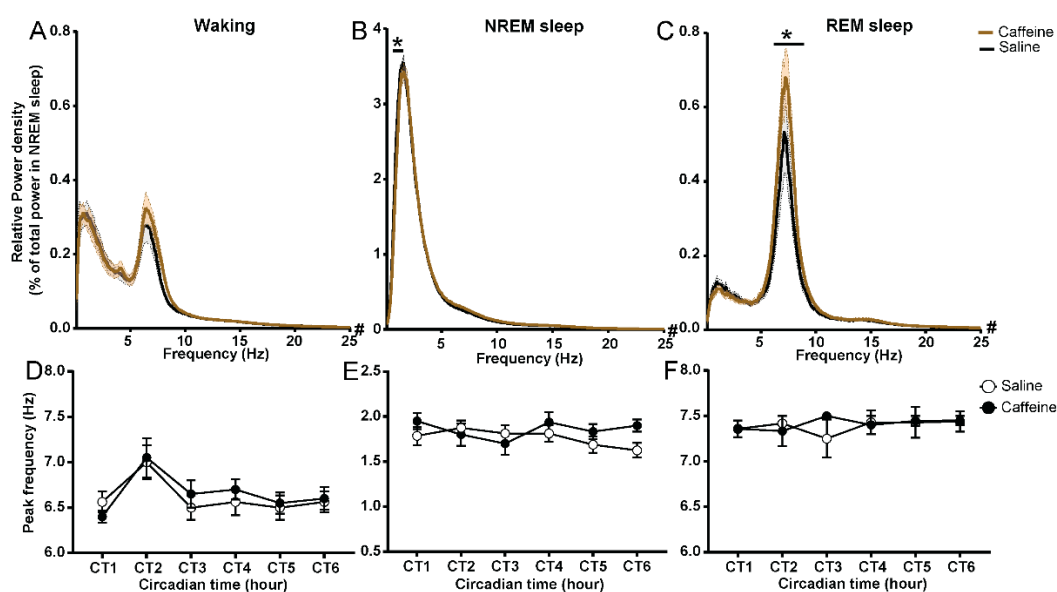 A Waking
B NREM sleep
C REM sleep
Caffeine
Saline
Relative Power density
(% of total power in NREM sleep)
0.8
0.6
0.4
0.2
0.0
5 10 15 20 25 #
Frequency (Hz)
*
4
3
2
1
0
5 10 15 20 25 #
Frequency (Hz)
*
0.8
0.6
0.4
0.2
0.0
5 10 15 20 25 #
Frequency (Hz)
D
Peak frequency (Hz)
8.0
7.5
7.0
6.5
6.0
CT1 CT2 CT3 CT4 CT5 CT6
Circadian time (hour)
E
2.5
2.0
1.5
1.0
0.5
CT1 CT2 CT3 CT4 CT5 CT6
Circadian time (hour)
F
8.0
7.5
7.0
6.5
6.0
CT1 CT2 CT3 CT4 CT5 CT6
Circadian time (hour)
Saline
Caffeine